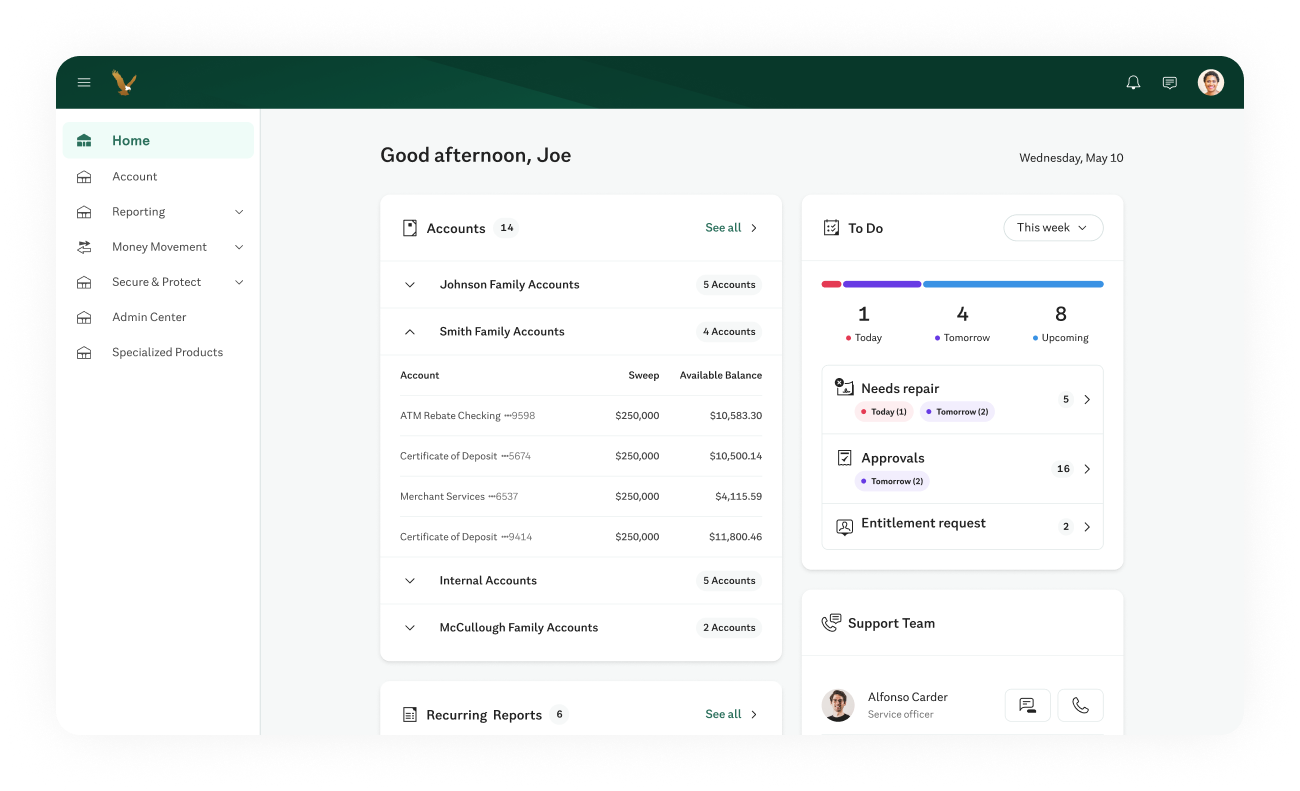 Home
Account
Reporting
Money Movement
Secure & Protect
Admin Center
Specialized Products
Good afternoon, Joe
Wednesday, May 10
Accounts 14 See all
Johnson Family Accounts 5 Accounts
Smith Family Accounts 4 Accounts
Account Sweep Available Balance
ATM Rebate Checking ···9598 $250,000 $10,583.30
Certificate of Deposit ···5674 $250,000 $10,500.14
Merchant Services ···6537 $250,000 $4,115.59
Certificate of Deposit ···9414 $250,000 $11,800.46
Internal Accounts 5 Accounts
McCullough Family Accounts 2 Accounts
Recurring Reports 6 See all
To Do This week
1 4 8
Today Tomorrow Upcoming
Needs repair 5
Today (1) Tomorrow (2)
Approvals 16
Tomorrow (2)
Entitlement request 2
Support Team
Alfonso Carder
Service officer